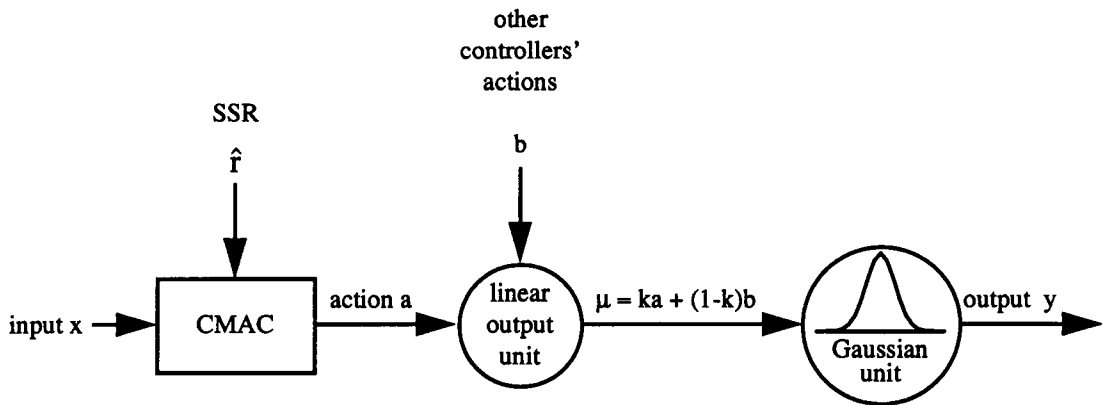 other
controllers’
actions
SSR
r̂
b
input x
CMAC
action a
linear
output
unit
μ = ka + (1-k)b
Gaussian
unit
output y